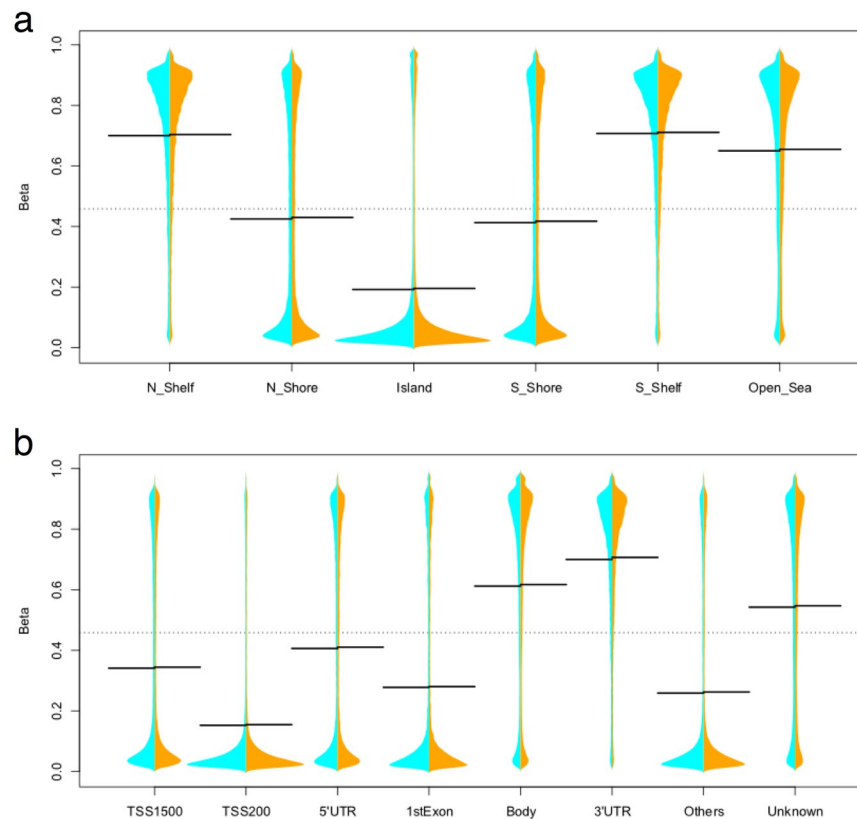 a
1.0
0.8
0.6
0.4
0.2
0.0
Beta
N_Shelf N_Shore Island S_Shore S_Shelf Open_Sea
b
1.0
0.8
0.6
0.4
0.2
0.0
Beta
TSS1500 TSS200 5'UTR 1stExon Body 3'UTR Others Unknown